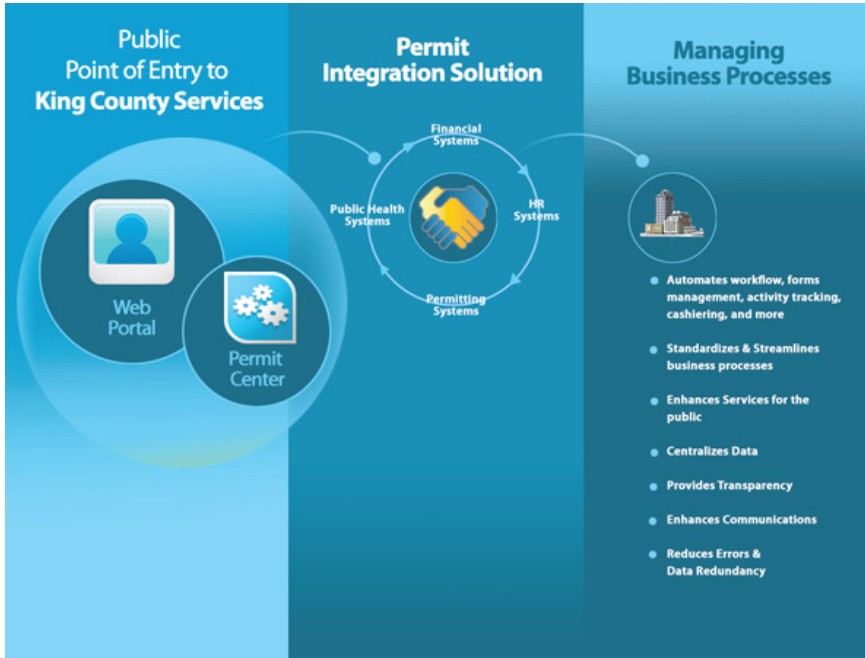 Public
Point of Entry to
King County Services
Web
Portal
Permit
Center
Permit
Integration Solution
Financial
Systems
HR
Systems
Permitting
Systems
Public Health
Systems
Managing
Business Processes
Automates workflow, forms
management, activity tracking,
cashiering, and more
Standardizes & Streamlines
business processes
Enhances Services for the
public
Centralizes Data
Provides Transparency
Enhances Communications
Reduces Errors &
Data Redundancy